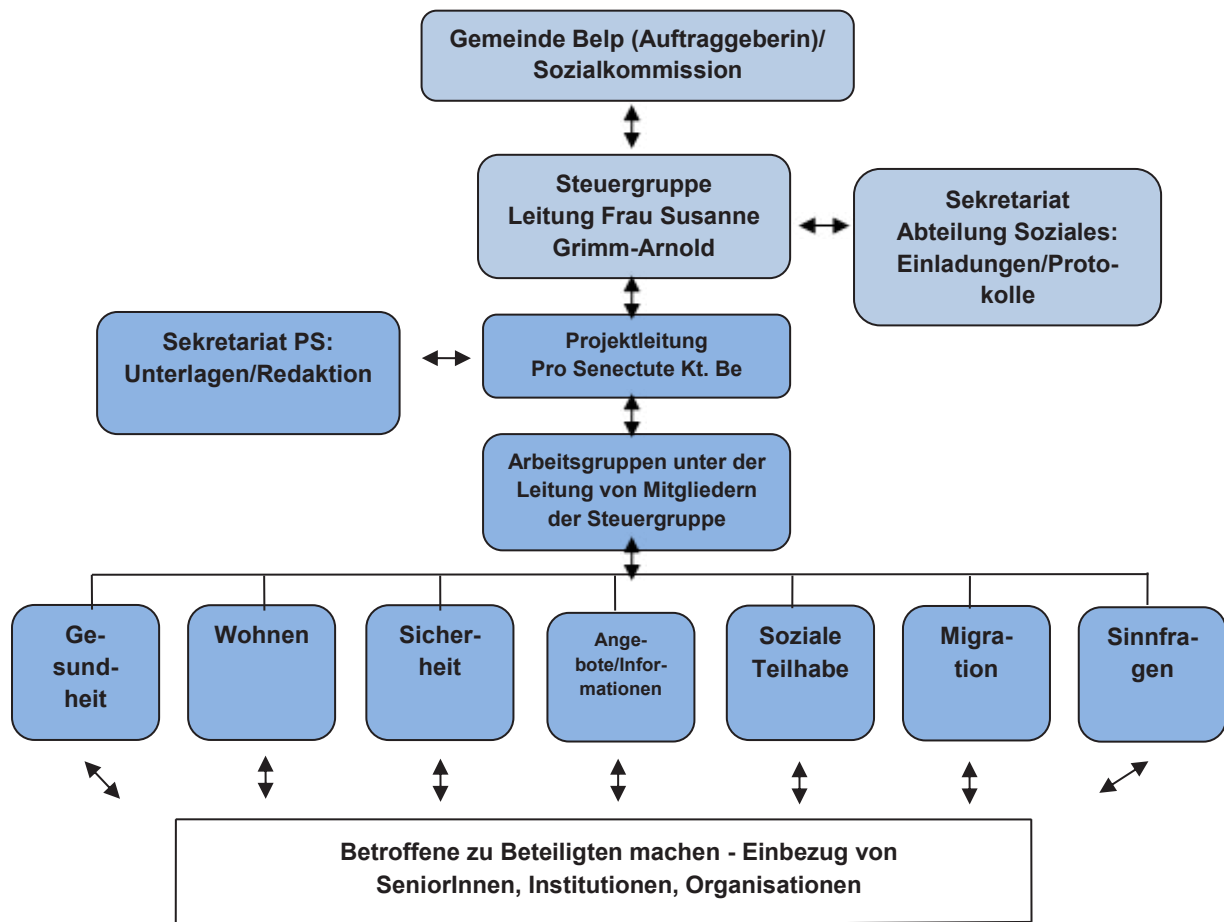 Gemeinde Belp (Auftraggeberin)/
Sozialkommission
Steuergruppe
Leitung Frau Susanne
Grimm-Arnold
Sekretariat
Abteilung Soziales:
Einladungen/Proto-
kolle
Sekretariat PS:
Unterlagen/Redaktion
Projektleitung
Pro Senectute Kt. Be
Arbeitsgruppen unter der
Leitung von Mitgliedern
der Steuergruppe
Ge-
sund-
heit
Wohnen
Sicher-
heit
Ange-
bote/Infor-
mationen
Soziale
Teilhabe
Migra-
tion
Sinnfra-
gen
Betroffene zu Beteiligten machen - Einbezug von
SeniorInnen, Institutionen, Organisationen